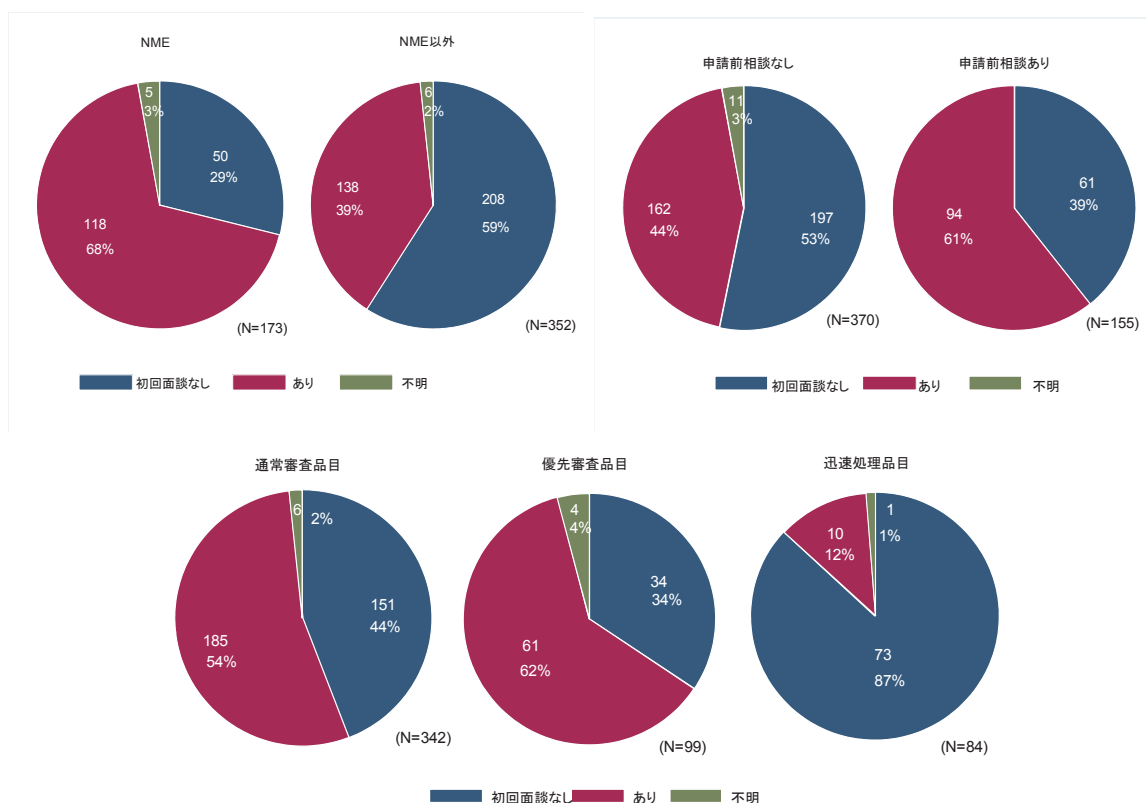 NME
5
3%
50
29%
118
68%
(N=173)
NME以外
6
2%
138
39%
208
59%
(N=352)
初回面談なし
あり
不明
申請前相談なし
11
3%
162
44%
197
53%
(N=370)
申請前相談あり
61
39%
94
61%
(N=155)
初回面談なし
あり
不明
通常審査品目
6
2%
151
44%
185
54%
(N=342)
優先審査品目
4
4%
34
34%
61
62%
(N=99)
迅速処理品目
1
1%
10
12%
73
87%
(N=84)
初回面談なし
あり
不明